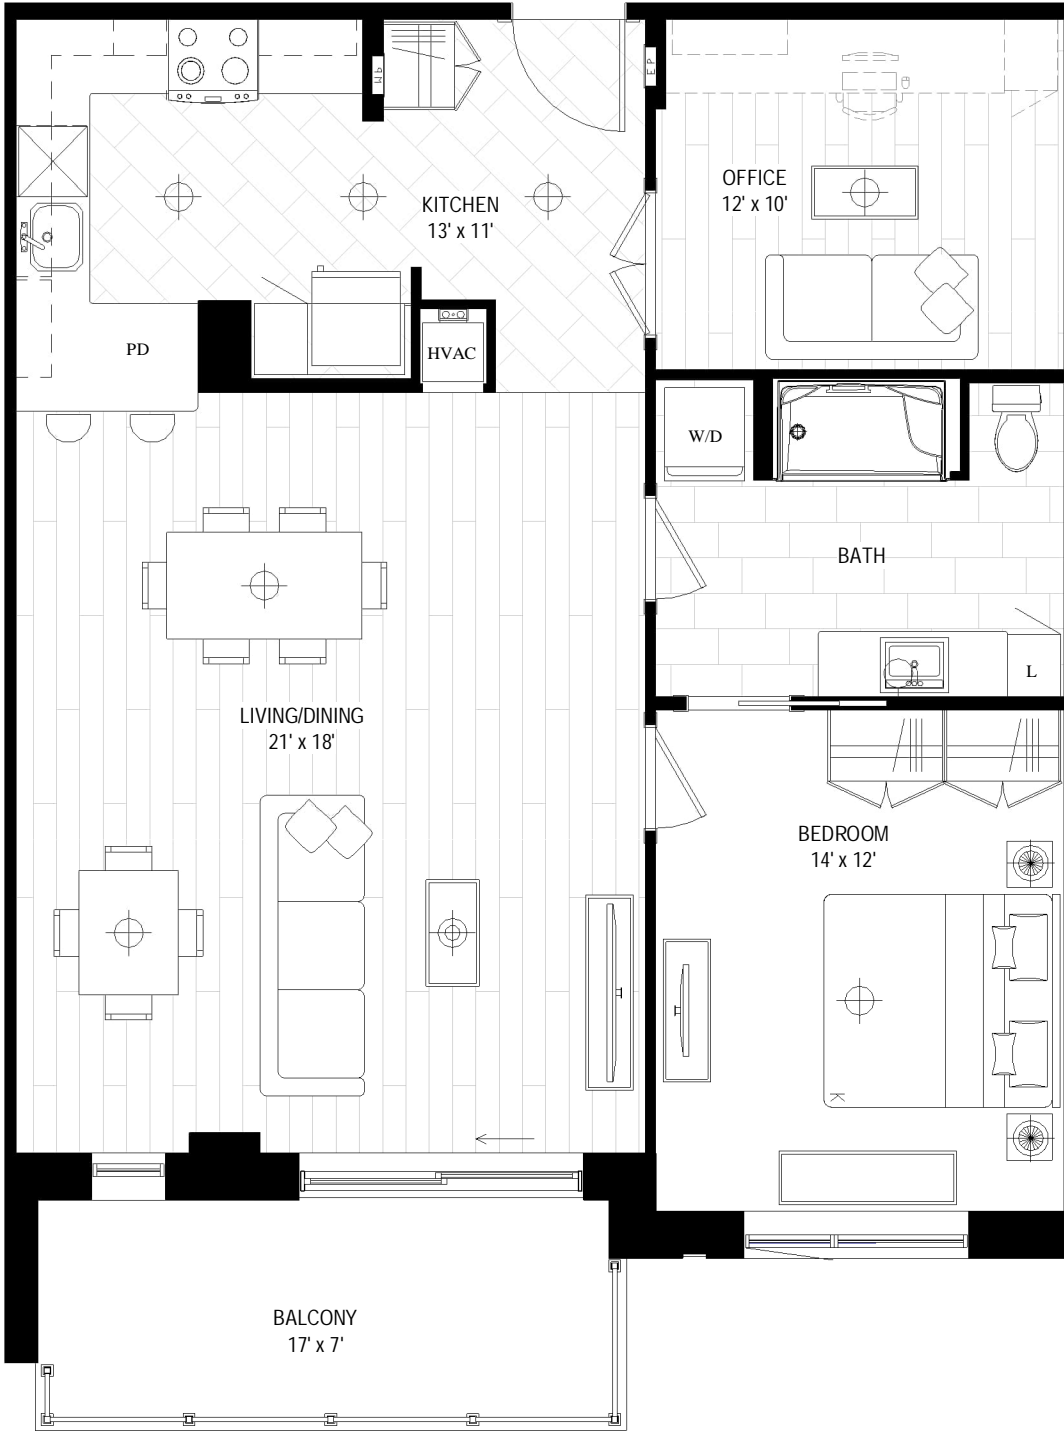 WP
EP
OFFICE
12' x 10'
KITCHEN
13' x 11'
PD
HVAC
W/D
BATH
L
LIVING/DINING
21' x 18'
BEDROOM
14' x 12'
K
BALCONY
17' x 7'